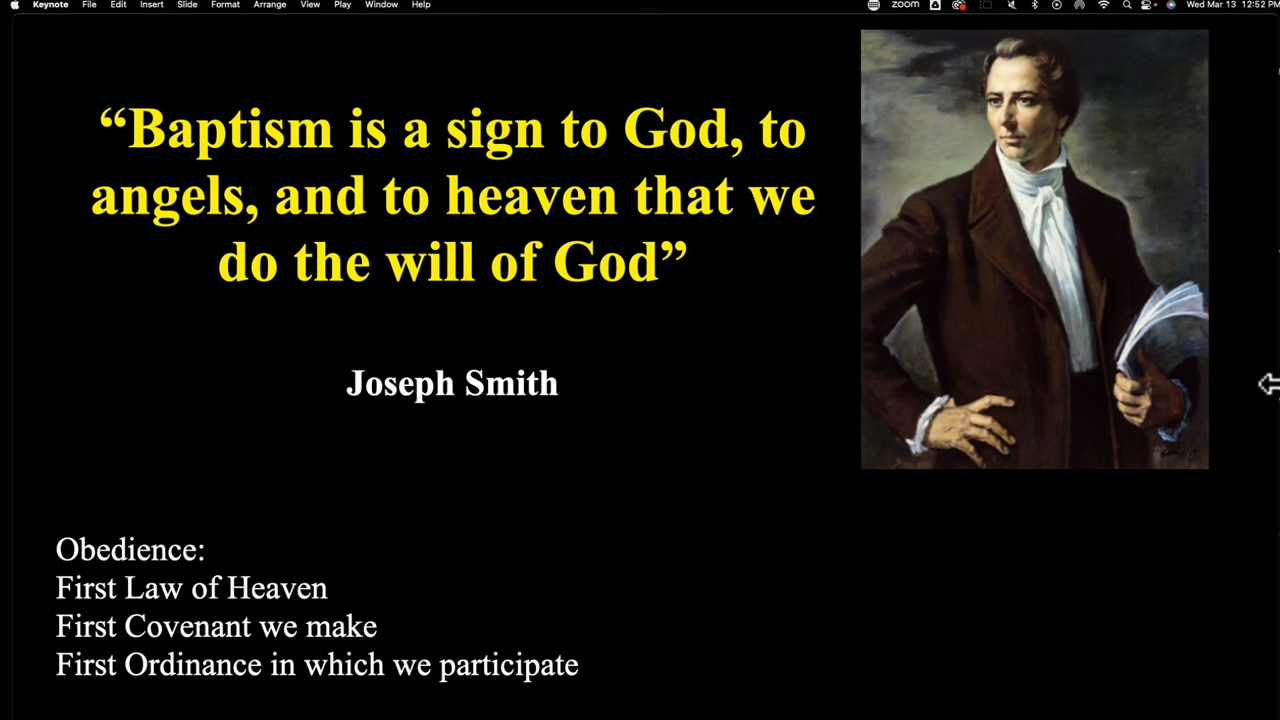 Keynote File Edit Insert Slide Format Arrange View Play Window Help zoom Wed Mar 13 12:52 PM
“Baptism is a sign to God, to
angels, and to heaven that we
do the will of God”
Joseph Smith
Obedience:
First Law of Heaven
First Covenant we make
First Ordinance in which we participate